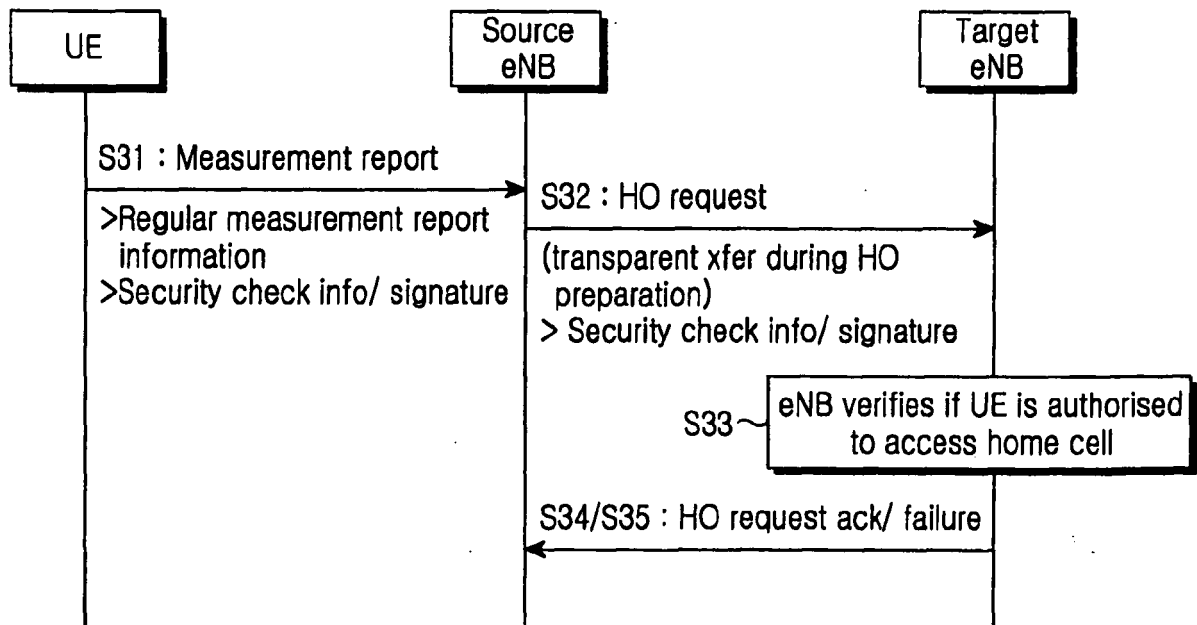 UE
Source
eNB
Target
eNB
S31 : Measurement report
>Regular measurement report
information
>Security check info/ signature
S32 : HO request
(transparent xfer during HO
preparation)
> Security check info/ signature
S33
eNB verifies if UE is authorised
to access home cell
S34/S35 : HO request ack/ failure